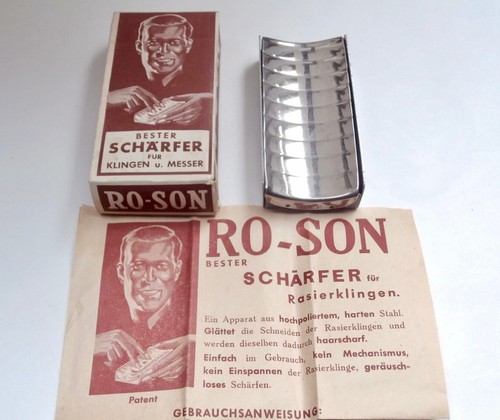 BESTER
SCHÄRFER
FÜR
KLINGEN u. MESSER
RO-SON
RO-SON
BESTER
SCHÄRFER für
Rasierklingen.
Ein Apparat aus hochpoliertem, harten Stahl.
Glättet die Schneiden der Rasierklingen und
werden dieselben dadurch haarscharf.
Einfach im Gebrauch, kein Mechanismus,
kein Einspannen der Rasierklinge, geräusch-
loses Schärfen.
Patent
GEBRAUCHSANWEISUNG: